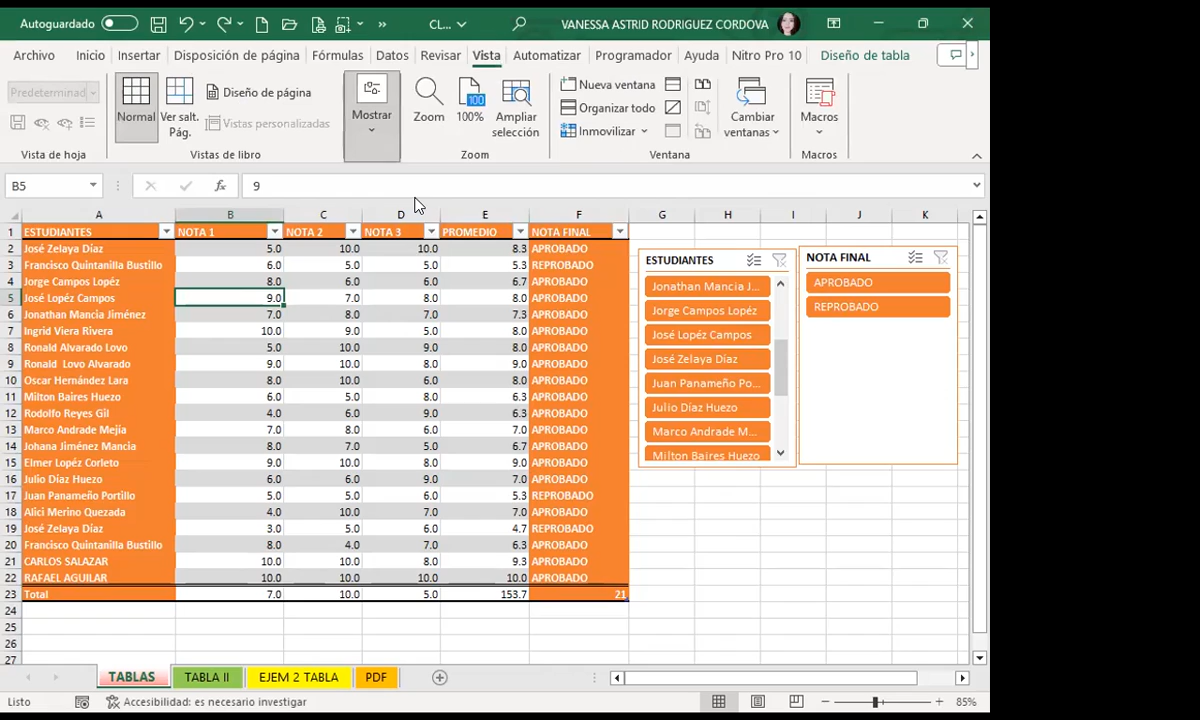 Autoguardado CL... VANESSA ASTRID RODRIGUEZ CORDOVA
Archivo Inicio Insertar Disposición de página Fórmulas Datos Revisar Vista Automatizar Programador Ayuda Nitro Pro 10 Diseño de tabla
Predeterminad
Normal
Ver salt. Pág.
Diseño de página
Vistas personalizadas
Mostrar
Zoom
100
100%
Ampliar selección
Nueva ventana
Organizar todo
Inmovilizar
Cambiar ventanas
Macros
Vista de hoja Vistas de libro Zoom Ventana Macros
B5 fx 9
A B C D E F G H I J K
1 ESTUDIANTES NOTA 1 NOTA 2 NOTA 3 PROMEDIO NOTA FINAL
2 José Zelaya Díaz 5.0 10.0 10.0 8.3 APROBADO
3 Francisco Quintanilla Bustillo 6.0 5.0 5.0 5.3 REPROBADO
4 Jorge Campos Lopéz 8.0 6.0 6.0 6.7 APROBADO
5 José Lopéz Campos 9.0 7.0 8.0 8.0 APROBADO
6 Jonathan Mancia Jiménez 7.0 8.0 7.0 7.3 APROBADO
7 Ingrid Viera Rivera 10.0 9.0 5.0 8.0 APROBADO
8 Ronald Alvarado Lovo 5.0 10.0 9.0 8.0 APROBADO
9 Ronald  Lovo Alvarado 9.0 10.0 8.0 9.0 APROBADO
10 Oscar Hernández Lara 8.0 10.0 6.0 8.0 APROBADO
11 Milton Baires Huezo 6.0 5.0 8.0 6.3 APROBADO
12 Rodolfo Reyes Gil 4.0 6.0 9.0 6.3 APROBADO
13 Marco Andrade Mejía 7.0 8.0 6.0 7.0 APROBADO
14 Johana Jiménez Mancia 8.0 7.0 5.0 6.7 APROBADO
15 Elmer Lopéz Corleto 9.0 10.0 8.0 9.0 APROBADO
16 Julio Díaz Huezo 6.0 6.0 9.0 7.0 APROBADO
17 Juan Panameño Portillo 5.0 5.0 6.0 5.3 REPROBADO
18 Alici Merino Quezada 4.0 10.0 7.0 7.0 APROBADO
19 José Zelaya Díaz 3.0 5.0 6.0 4.7 REPROBADO
20 Francisco Quintanilla Bustillo 8.0 4.0 7.0 6.3 APROBADO
21 CARLOS SALAZAR 10.0 10.0 8.0 9.3 APROBADO
22 RAFAEL AGUILAR 10.0 10.0 10.0 10.0 APROBADO
23 Total 7.0 10.0 5.0 153.7 21
24
25
26
27
ESTUDIANTES
Jonathan Mancia J...
Jorge Campos Lopéz
José Lopéz Campos
José Zelaya Díaz
Juan Panameño Po...
Julio Díaz Huezo
Marco Andrade M...
Milton Baires Huezo
NOTA FINAL
APROBADO
REPROBADO
TABLAS TABLA II EJEM 2 TABLA PDF
Listo Accesibilidad: es necesario investigar 85%